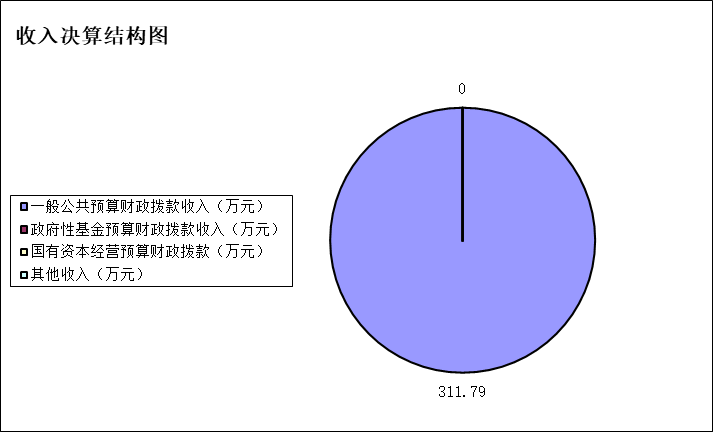 收入决算结构图
0
一般公共预算财政拨款收入（万元）
政府性基金预算财政拨款收入（万元）
国有资本经营预算财政拨款（万元）
其他收入（万元）
311.79